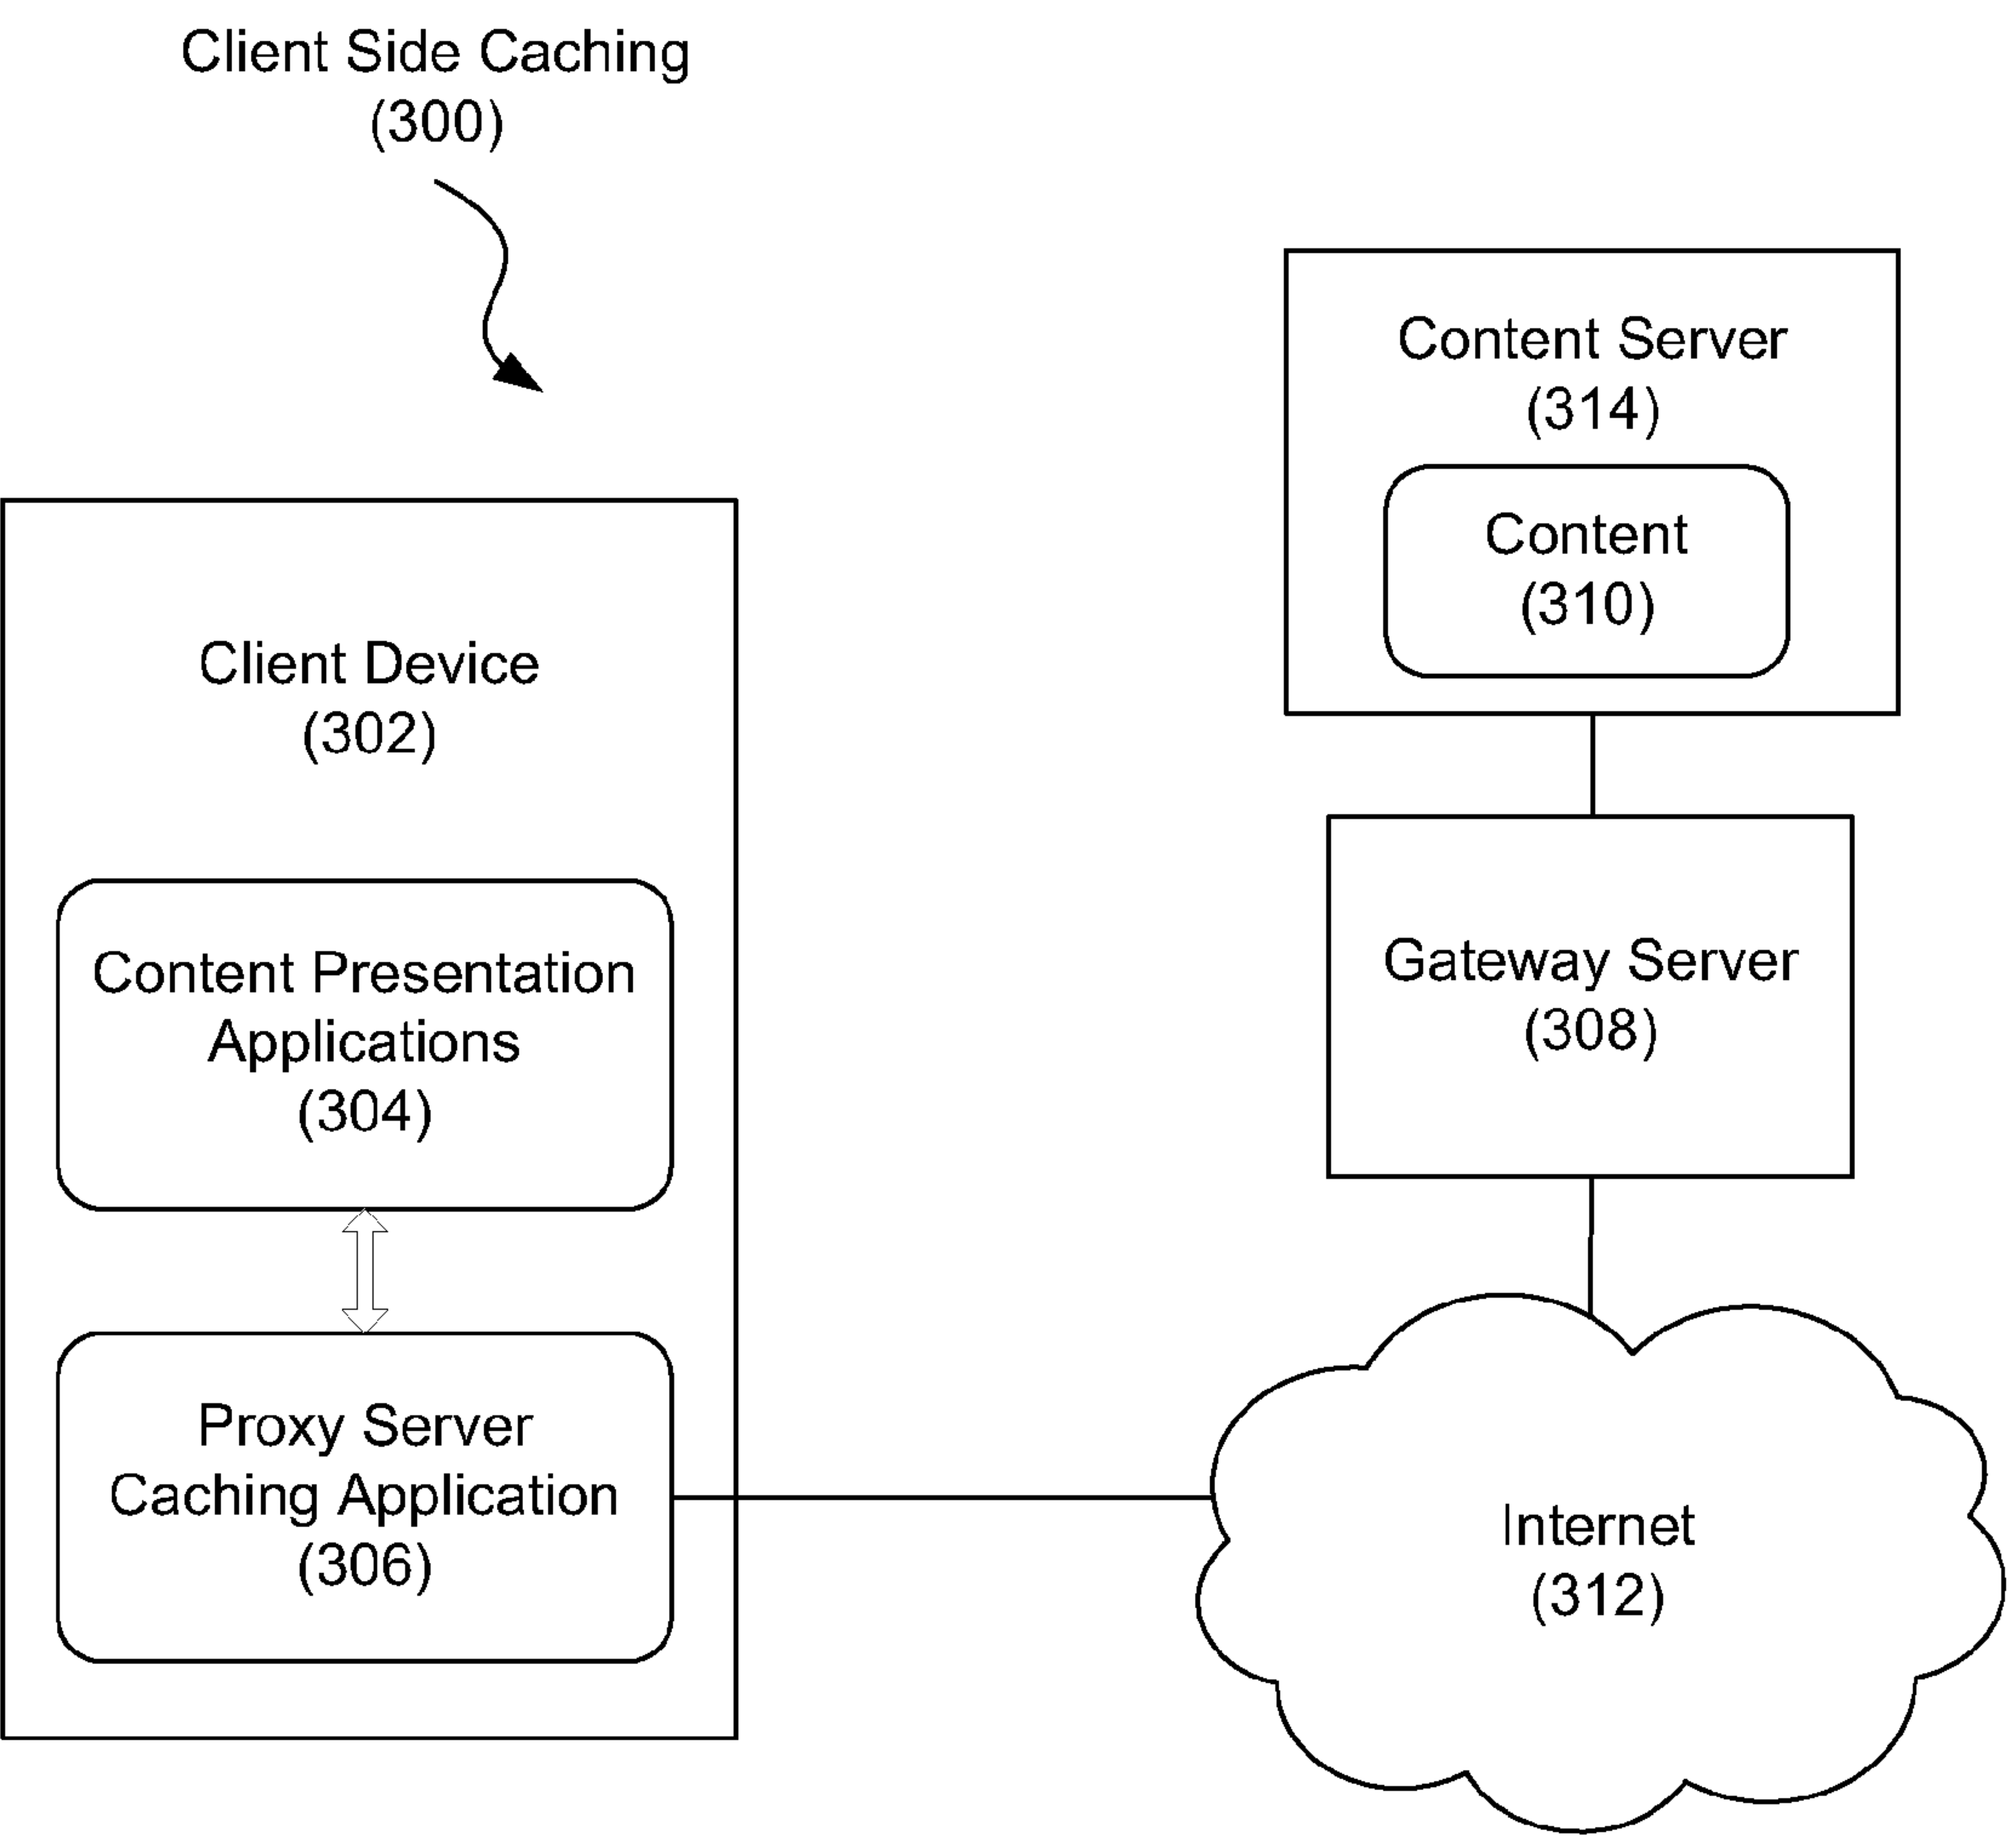 Client Side Caching
(300)
Content Server
(314)
Content
(310)
Client Device
(302)
Content Presentation
Applications
(304)
Gateway Server
(308)
Proxy Server
Caching Application
(306)
Internet
(312)